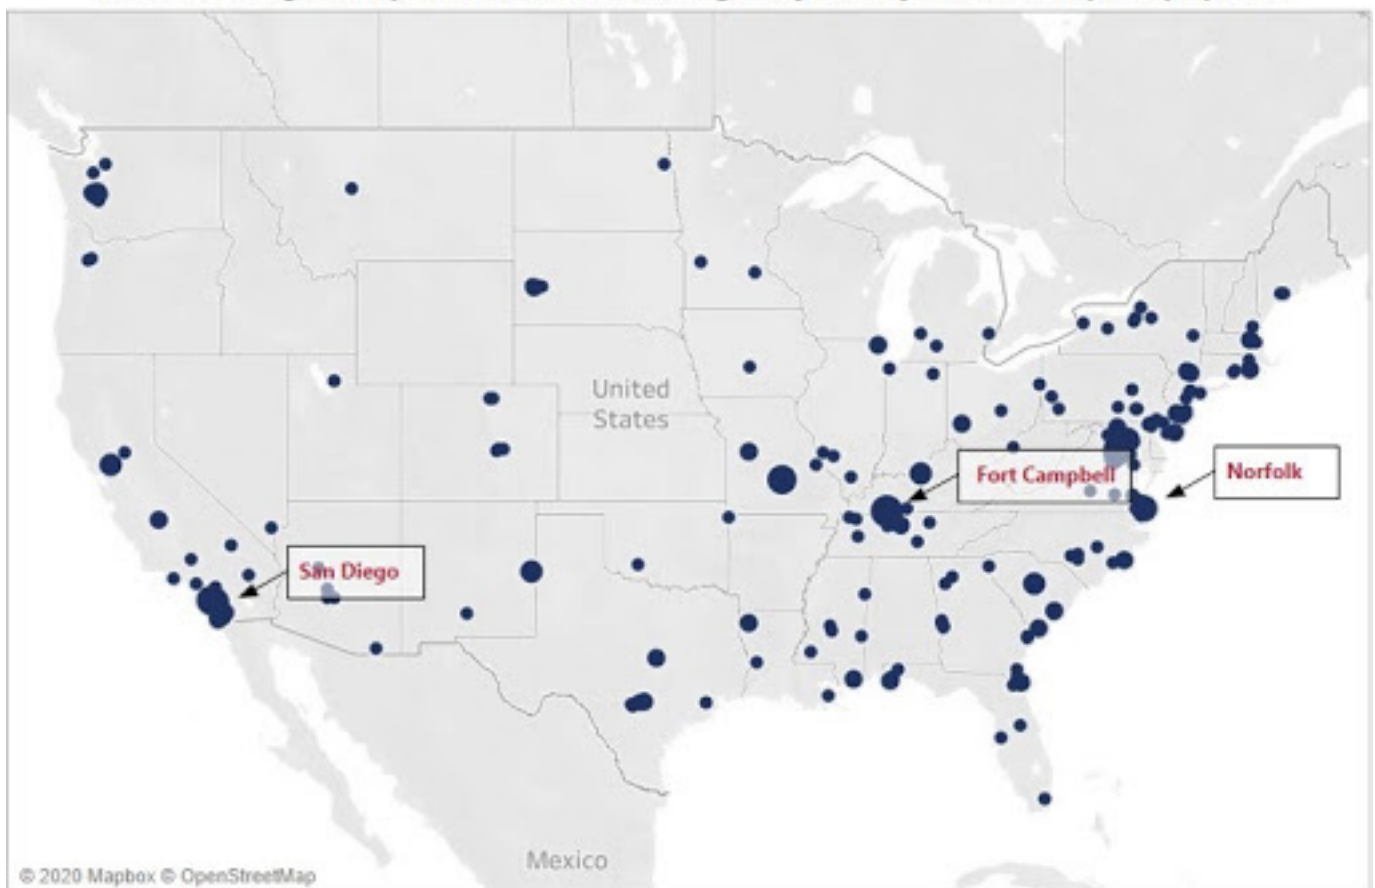 United
States
Fort Campbell
Norfolk
San Diego
Mexico
© 2020 Mapbox © OpenStreetMap